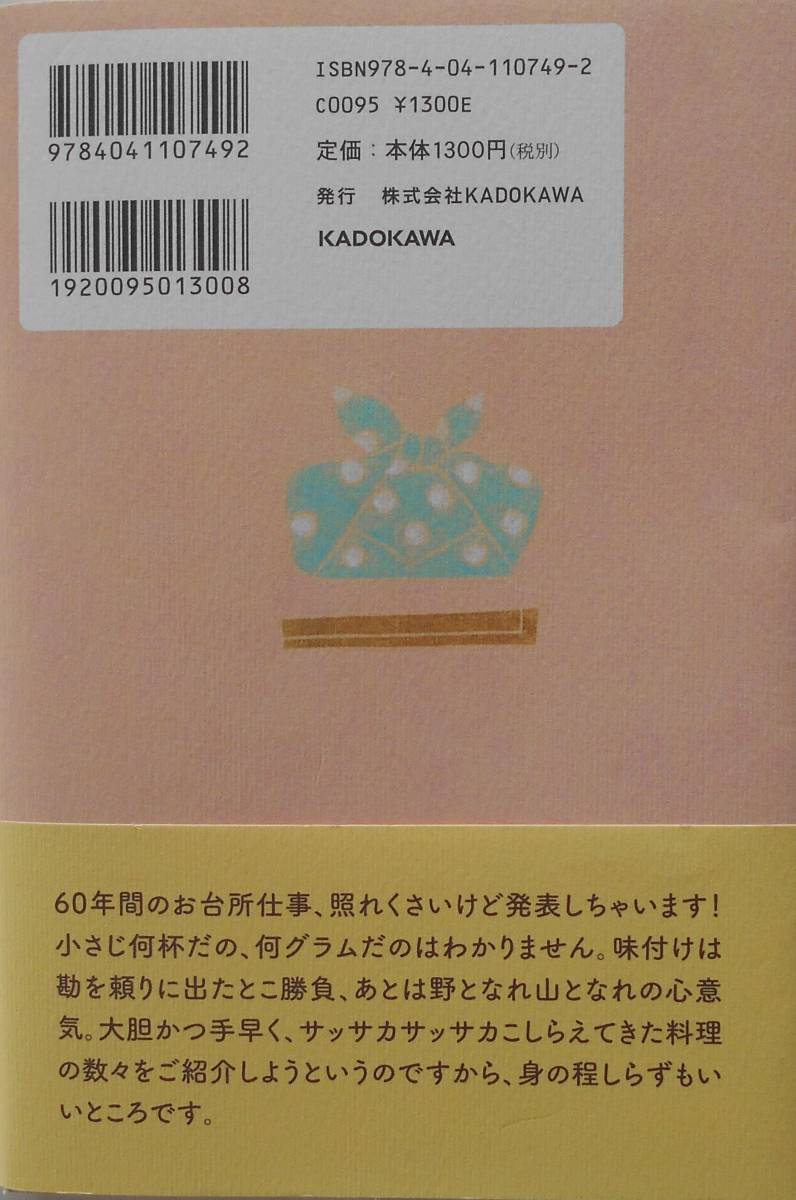 9784041107492
1920095013008
ISBN978-4-04-110749-2
C0095 ¥1300E
定価：本体1300円(税別)
発行　株式会社KADOKAWA
KADOKAWA
60年間のお台所仕事、照れくさいけど発表しちゃいます！
小さじ何杯だの、何グラムだのはわかりません。味付けは
勘を頼りに出たとこ勝負、あとは野となれ山となれの心意
気。大胆かつ手早く、サッサカサッサカこしらえてきた料理
の数々をご紹介しようというのですから、身の程しらずもい
いところです。